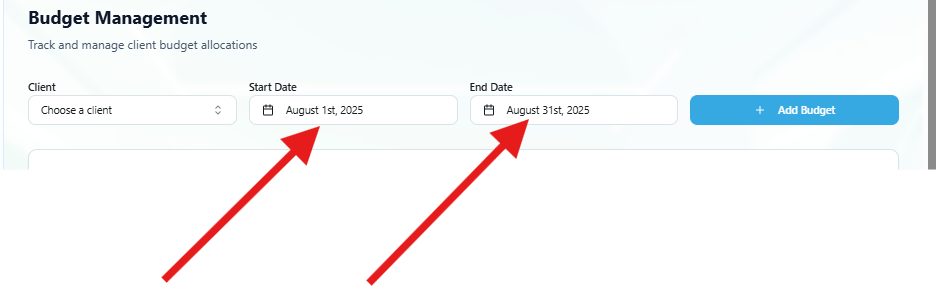 Budget Management
Track and manage client budget allocations
Client
Start Date
End Date
Choose a client
August 1st, 2025
August 31st, 2025
+ Add Budget